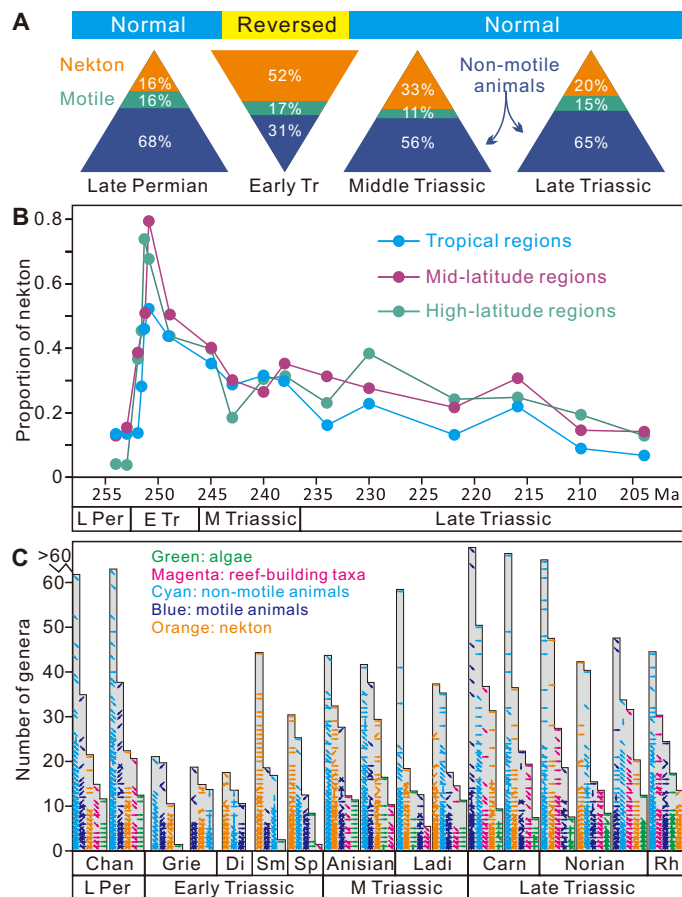 A
Normal Reversed Normal
Nekton
Motile
Non-motile
animals
16% 52% 33% 20%
16% 17% 11% 15%
68% 31% 56% 65%
Late Permian Early Tr Middle Triassic Late Triassic
B
Proportion of nekton
0.8
0.6
0.4
0.2
0
Tropical regions
Mid-latitude regions
High-latitude regions
255 250 245 240 235 230 225 220 215 210 205 Ma
L Per E Tr M Triassic Late Triassic
C
Number of genera
>60
60
50
40
30
20
10
0
Green: algae
Magenta: reef-building taxa
Cyan: non-motile animals
Blue: motile animals
Orange: nekton
Chan Grie Di Sm Sp Anisian Ladi Carn Norian Rh
L Per Early Triassic M Triassic Late Triassic